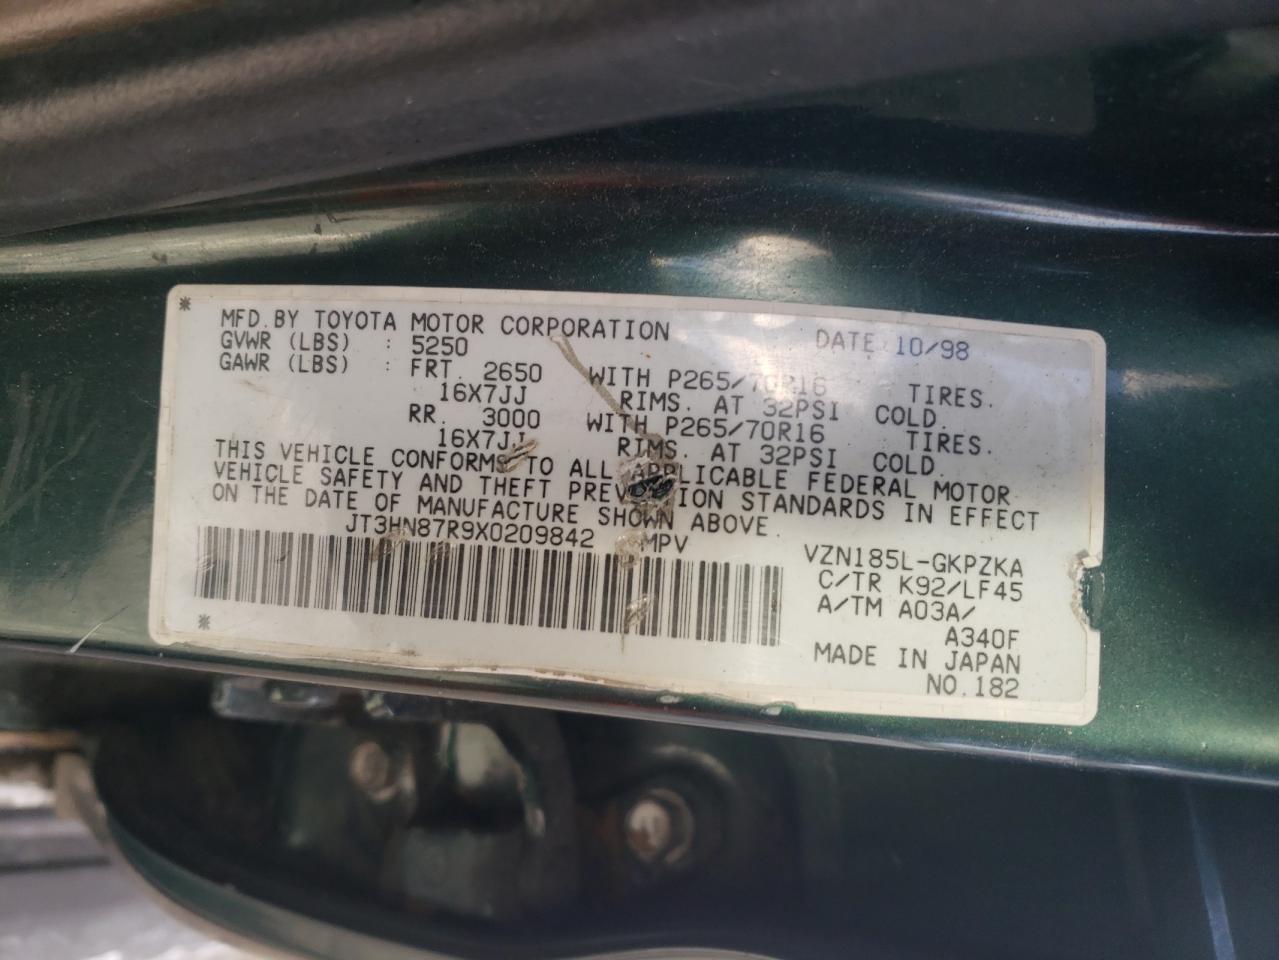 *
MFD. BY TOYOTA MOTOR CORPORATION DATE 10/98
GVWR (LBS) : 5250
GAWR (LBS) : FRT. 2650 WITH P265/70R16 TIRES.
16X7JJ RIMS. AT 32PSI COLD.
RR. 3000 WITH P265/70R16 TIRES.
16X7JJ RIMS. AT 32PSI COLD.
THIS VEHICLE CONFORMS TO ALL APPLICABLE FEDERAL MOTOR
VEHICLE SAFETY AND THEFT PREVENTION STANDARDS IN EFFECT
ON THE DATE OF MANUFACTURE SHOWN ABOVE.
JT3HN87R9X0209842 MPV
VZN185L-GKPZKA
C/TR K92/LF45
A/TM A03A/
A340F
MADE IN JAPAN
NO.182
*